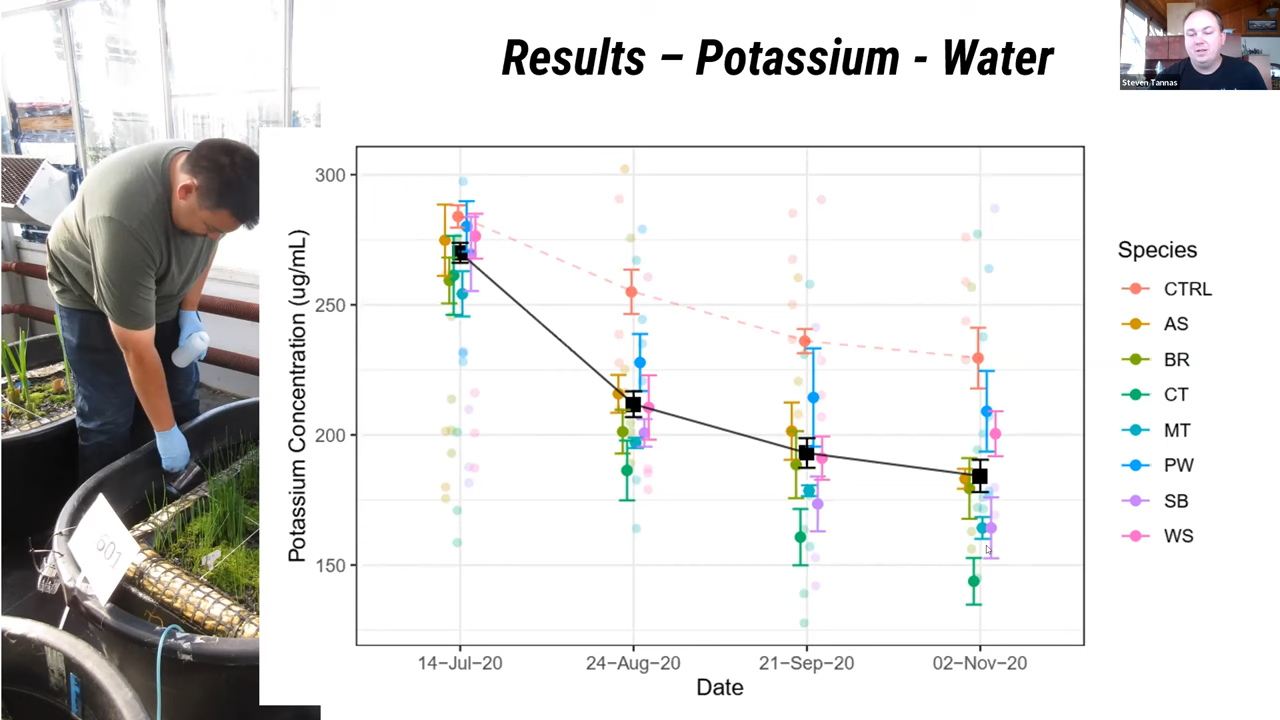 Results – Potassium - Water
Steven Tannas
Potassium Concentration (ug/mL)
300
250
200
150
14-Jul-20
24-Aug-20
21-Sep-20
02-Nov-20
Date
Species
CTRL
AS
BR
CT
MT
PW
SB
WS
601